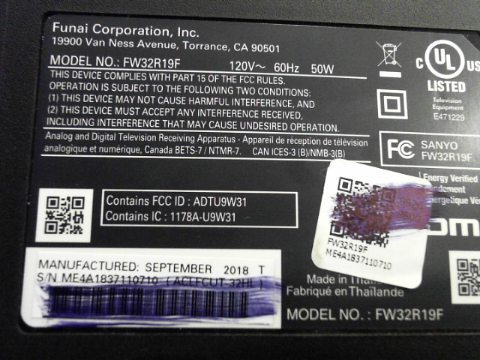 Funai Corporation, Inc.
19900 Van Ness Avenue, Torrance, CA 90501
MODEL NO.: FW32R19F 120V~ 60Hz 50W
THIS DEVICE COMPLIES WITH PART 15 OF THE FCC RULES.
OPERATION IS SUBJECT TO THE FOLLOWING TWO CONDITIONS:
(1) THIS DEVICE MAY NOT CAUSE HARMFUL INTERFERENCE, AND
(2) THIS DEVICE MUST ACCEPT ANY INTERFERENCE RECEIVED,
INCLUDING INTERFERENCE THAT MAY CAUSE UNDESIRED OPERATION.
Analog and Digital Television Receiving Apparatus - Appareil de réception de télévision
analogique et numérique, Canada BETS-7 / NTMR-7. CAN ICES-3 (B)/NMB-3(B)
C UL US
LISTED
Television
Equipment
E471229
FC SANYO
FW32R19F
Energy Verified
Contains FCC ID : ADTU9W31
Contains IC : 1178A-U9W31
FW32R19F
ME4A1837110710
MANUFACTURED: SEPTEMBER 2018 T
S/N ME4A1837110710
Made in Thailand
Fabriqué en Thaïlande
MODEL NO. : FW32R19F